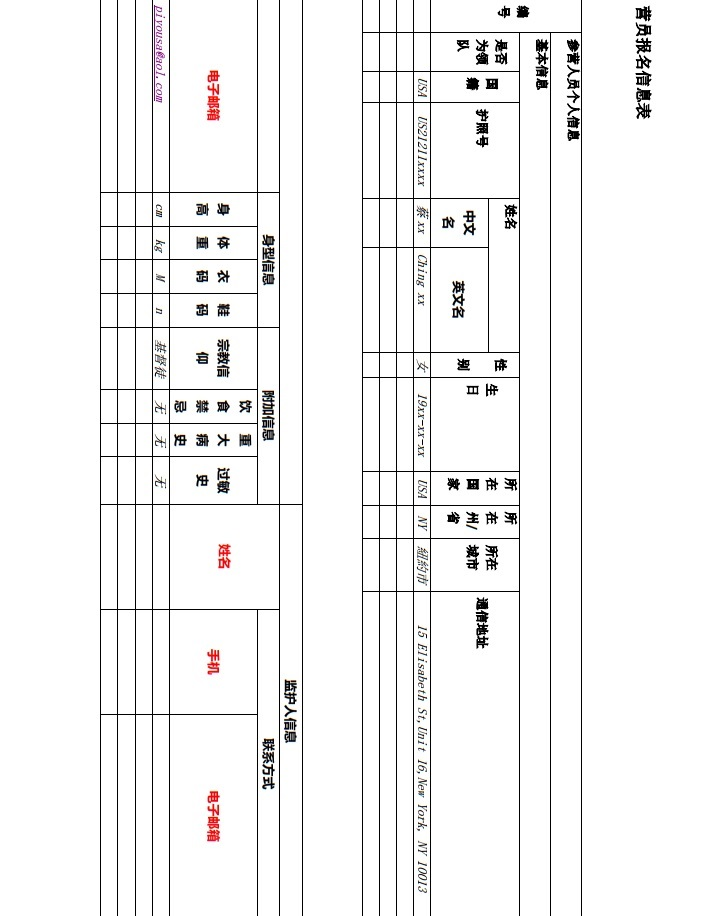 营员报名信息表
参营人员个人信息
基本信息
编号
是否为领队
国籍
护照号
姓名
中文名
英文名
性别
生日
所在国家
所在州/省
所在城市
通信地址
USA
US21211xxxx
蔡 xx
Ching xx
女
19xx-xx-xx
USA
NY
紐約市
15 Elisabeth St,Unit 16,New York, NY 10013
监护人信息
身型信息
附加信息
联系方式
电子邮箱
身高
体重
衣码
鞋码
宗教信仰
饮食禁忌
重大病史
过敏史
姓名
手机
电子邮箱
piyousa@aol.com
cm
kg
M
n
基督徒
无
无
无